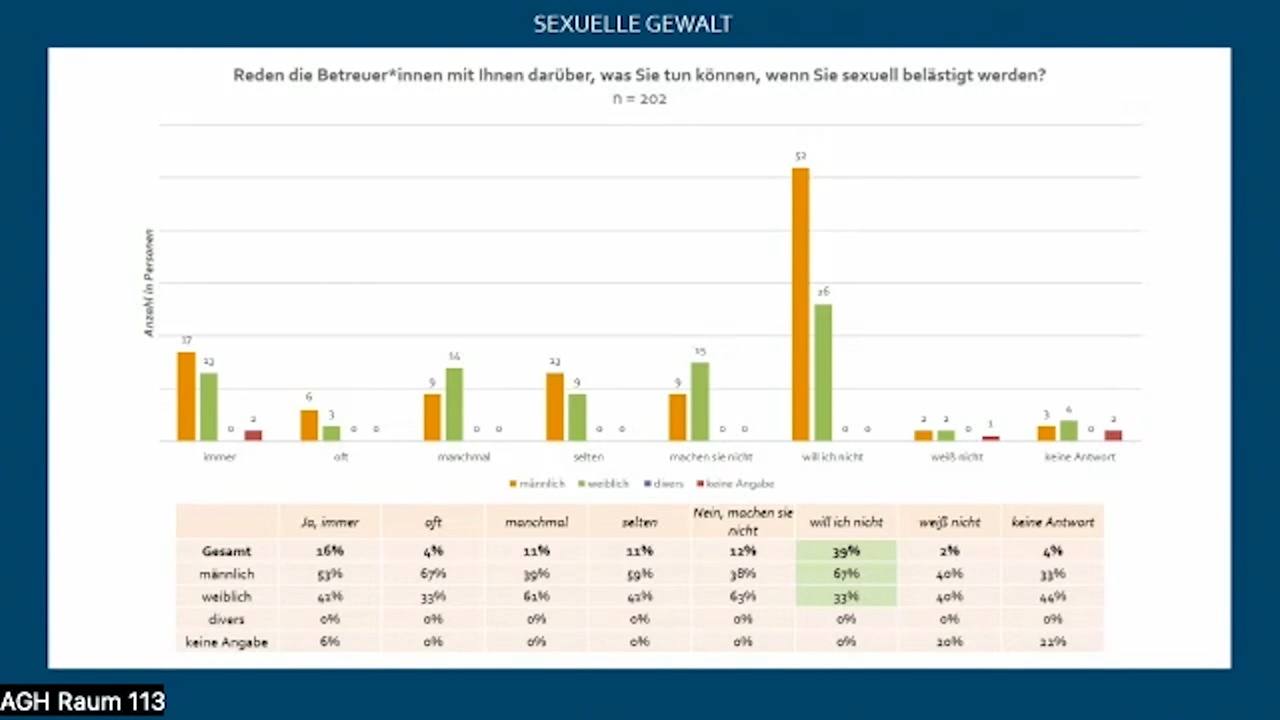 SEXUELLE GEWALT
Reden die Betreuer*innen mit Ihnen darüber, was Sie tun können, wenn Sie sexuell belästigt werden?
n = 202
Anzahl in Personen
17 13 0 2 6 3 0 0 9 14 0 0 13 9 0 0 9 15 0 0 52 26 0 0 2 2 0 1 3 4 0 2
immer oft manchmal selten machen sie nicht will ich nicht weiß nicht keine Antwort
männlich weiblich divers keine Angabe
Ja, immer oft manchmal selten Nein, machen sie nicht will ich nicht weiß nicht keine Antwort
Gesamt 16% 4% 11% 11% 12% 39% 2% 4%
männlich 53% 67% 39% 59% 38% 67% 40% 33%
weiblich 41% 33% 61% 41% 63% 33% 40% 44%
divers 0% 0% 0% 0% 0% 0% 0% 0%
keine Angabe 6% 0% 0% 0% 0% 0% 20% 22%
AGH Raum 113